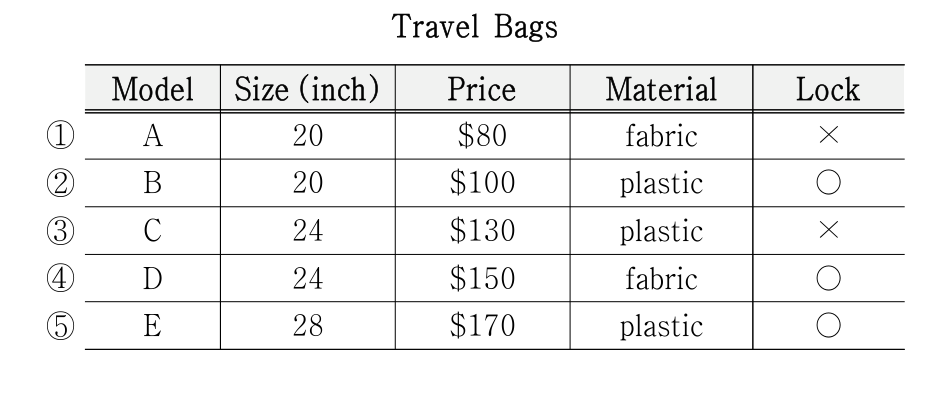 Travel Bags
Model Size (inch) Price Material Lock
① A 20 $80 fabric ×
② B 20 $100 plastic ○
③ C 24 $130 plastic ×
④ D 24 $150 fabric ○
⑤ E 28 $170 plastic ○